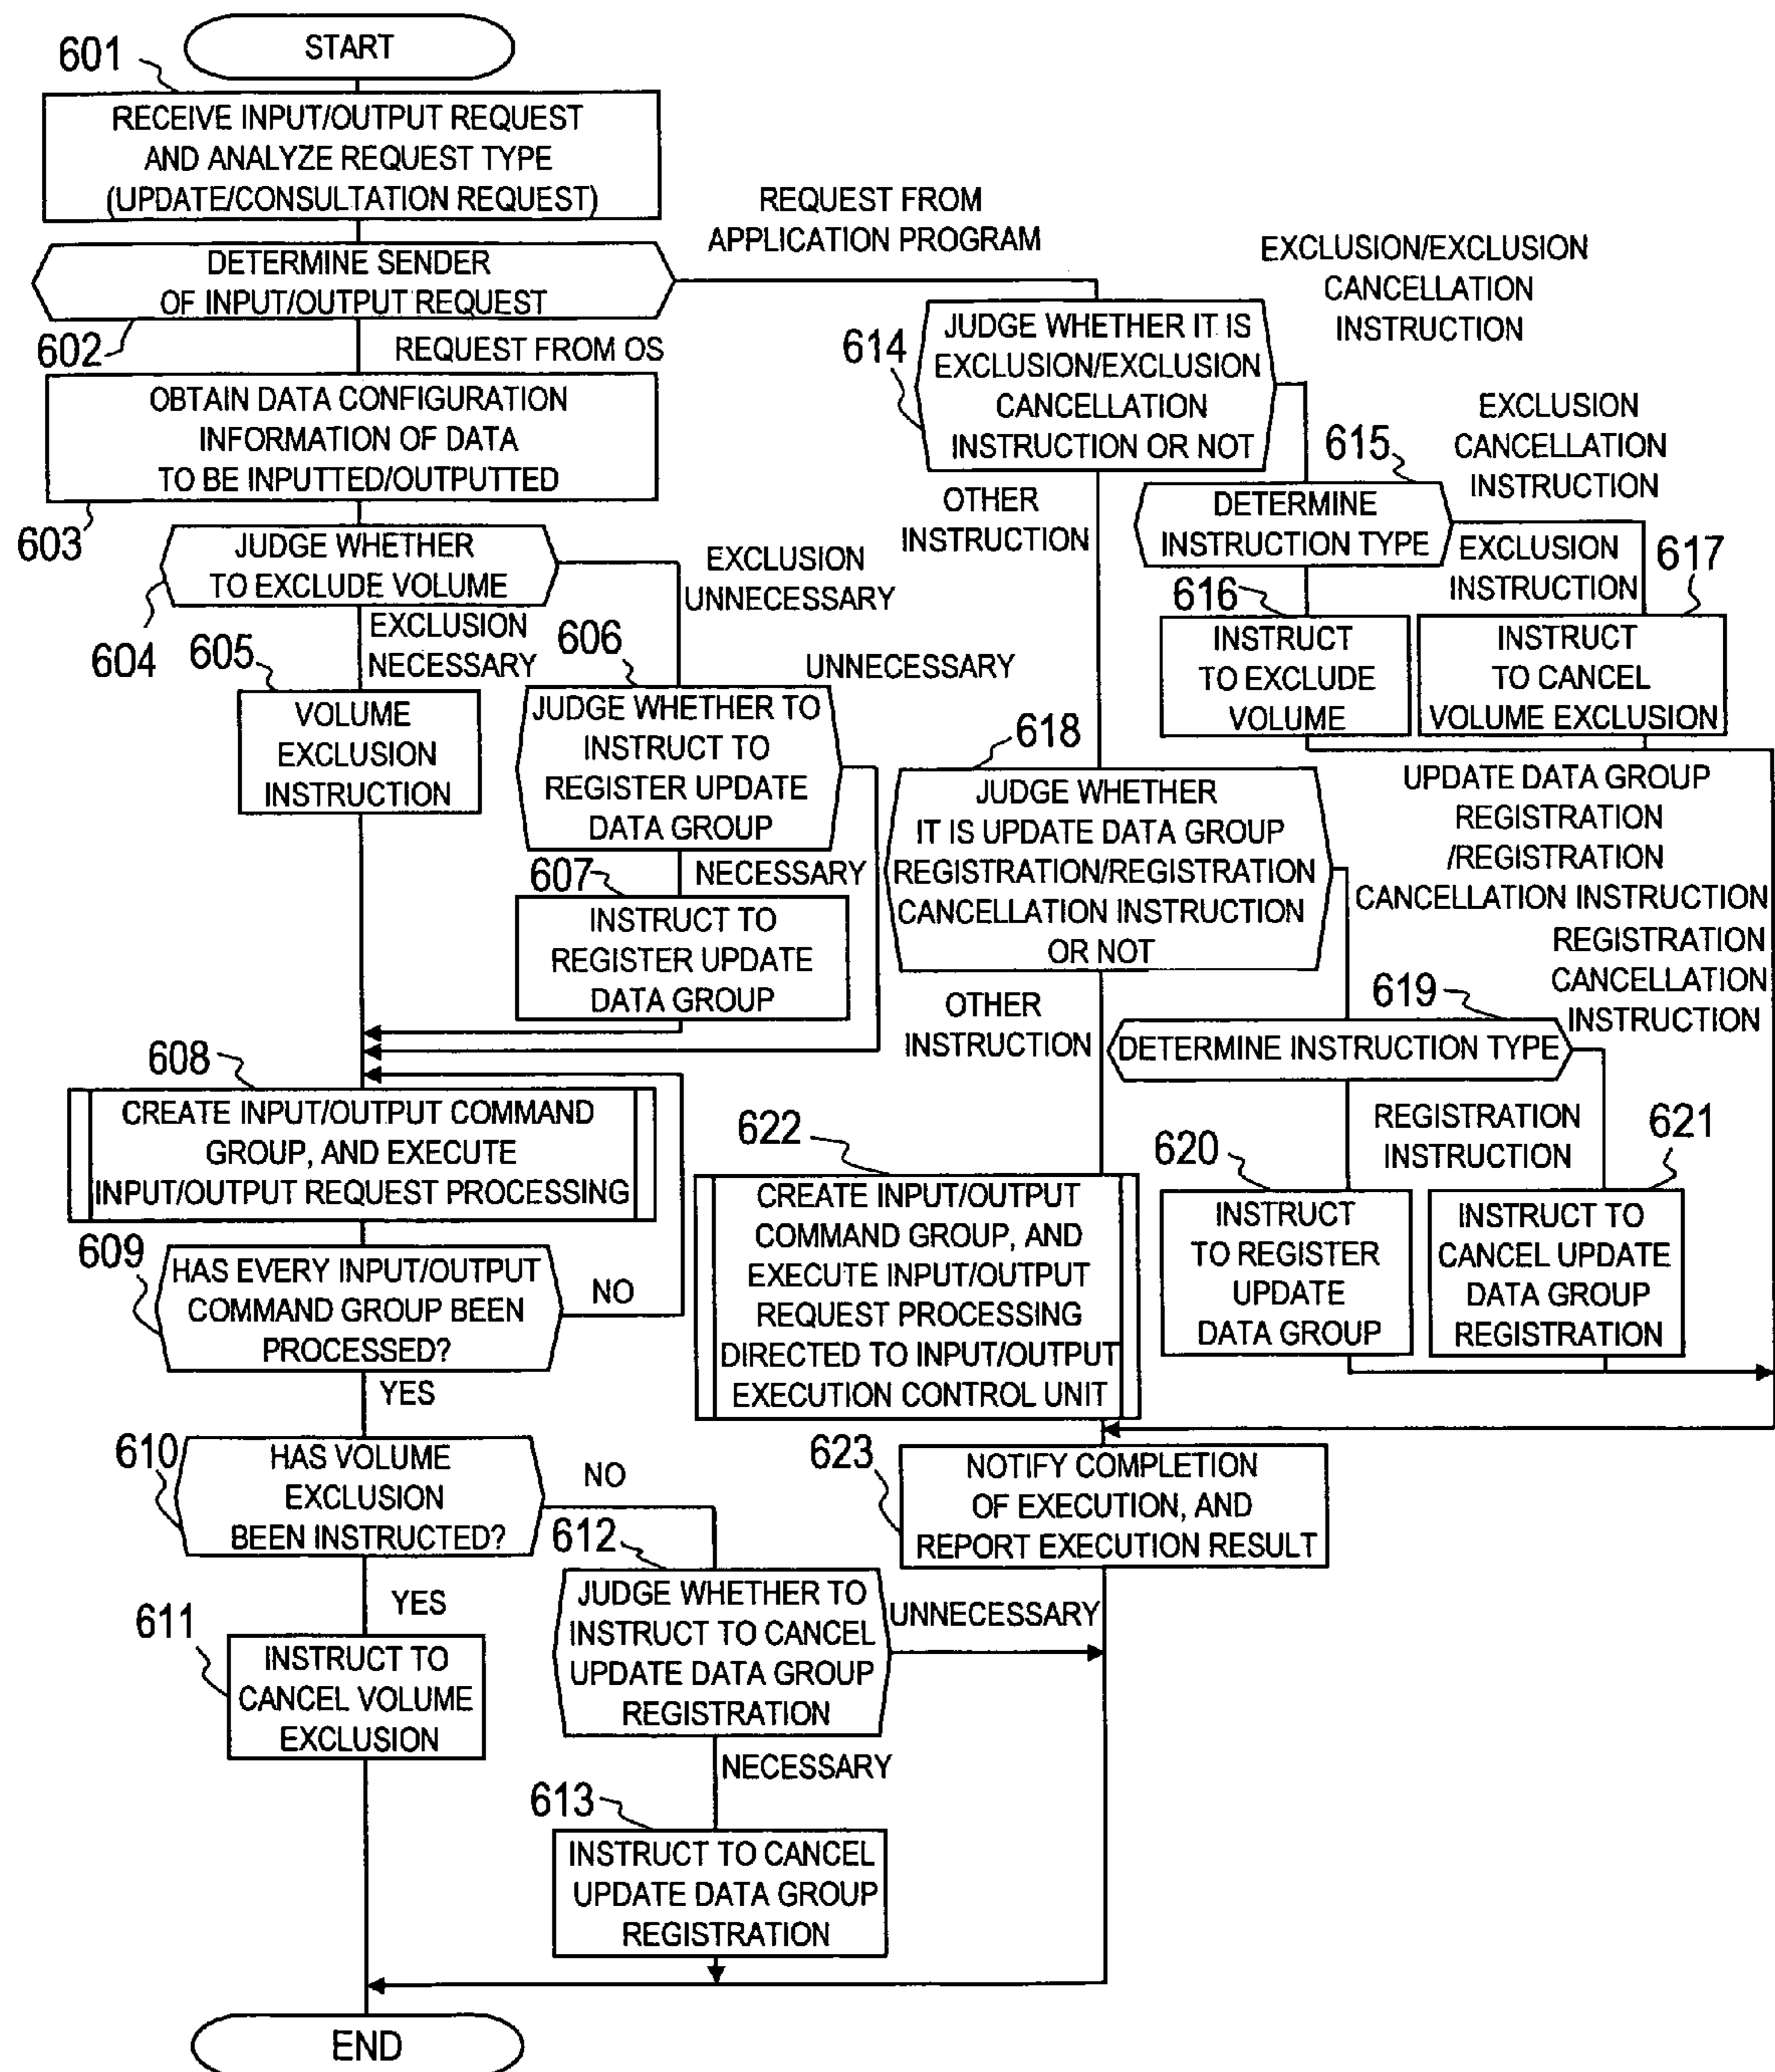 START
601
RECEIVE INPUT/OUTPUT REQUEST
AND ANALYZE REQUEST TYPE
(UPDATE/CONSULTATION REQUEST)
REQUEST FROM
APPLICATION PROGRAM
DETERMINE SENDER
OF INPUT/OUTPUT REQUEST
602
REQUEST FROM OS
EXCLUSION/EXCLUSION
CANCELLATION
INSTRUCTION
614
JUDGE WHETHER IT IS
EXCLUSION/EXCLUSION
CANCELLATION
INSTRUCTION OR NOT
OBTAIN DATA CONFIGURATION
INFORMATION OF DATA
TO BE INPUTTED/OUTPUTTED
603
EXCLUSION
CANCELLATION
INSTRUCTION
615
DETERMINE
INSTRUCTION TYPE
OTHER
INSTRUCTION
JUDGE WHETHER
TO EXCLUDE VOLUME
604
EXCLUSION
UNNECESSARY
EXCLUSION
NECESSARY
EXCLUSION
INSTRUCTION
616
INSTRUCT
TO EXCLUDE
VOLUME
617
INSTRUCT
TO CANCEL
VOLUME EXCLUSION
605
VOLUME
EXCLUSION
INSTRUCTION
606
UNNECESSARY
JUDGE WHETHER TO
INSTRUCT TO
REGISTER UPDATE
DATA GROUP
NECESSARY
607
INSTRUCT TO
REGISTER UPDATE
DATA GROUP
618
JUDGE WHETHER
IT IS UPDATE DATA GROUP
REGISTRATION/REGISTRATION
CANCELLATION INSTRUCTION
OR NOT
UPDATE DATA GROUP
REGISTRATION
/REGISTRATION
CANCELLATION INSTRUCTION
REGISTRATION
CANCELLATION
INSTRUCTION
OTHER
INSTRUCTION
619
DETERMINE INSTRUCTION TYPE
608
CREATE INPUT/OUTPUT COMMAND
GROUP, AND EXECUTE
INPUT/OUTPUT REQUEST PROCESSING
REGISTRATION
INSTRUCTION
620
INSTRUCT
TO REGISTER
UPDATE
DATA GROUP
621
INSTRUCT TO
CANCEL UPDATE
DATA GROUP
REGISTRATION
622
CREATE INPUT/OUTPUT
COMMAND GROUP, AND
EXECUTE INPUT/OUTPUT
REQUEST PROCESSING
DIRECTED TO INPUT/OUTPUT
EXECUTION CONTROL UNIT
609
HAS EVERY INPUT/OUTPUT
COMMAND GROUP BEEN
PROCESSED?
NO
YES
610
HAS VOLUME
EXCLUSION
BEEN INSTRUCTED?
NO
YES
623
NOTIFY COMPLETION
OF EXECUTION, AND
REPORT EXECUTION RESULT
611
INSTRUCT TO
CANCEL VOLUME
EXCLUSION
612
JUDGE WHETHER TO
INSTRUCT TO CANCEL
UPDATE DATA GROUP
REGISTRATION
UNNECESSARY
NECESSARY
613
INSTRUCT TO CANCEL
UPDATE DATA GROUP
REGISTRATION
END